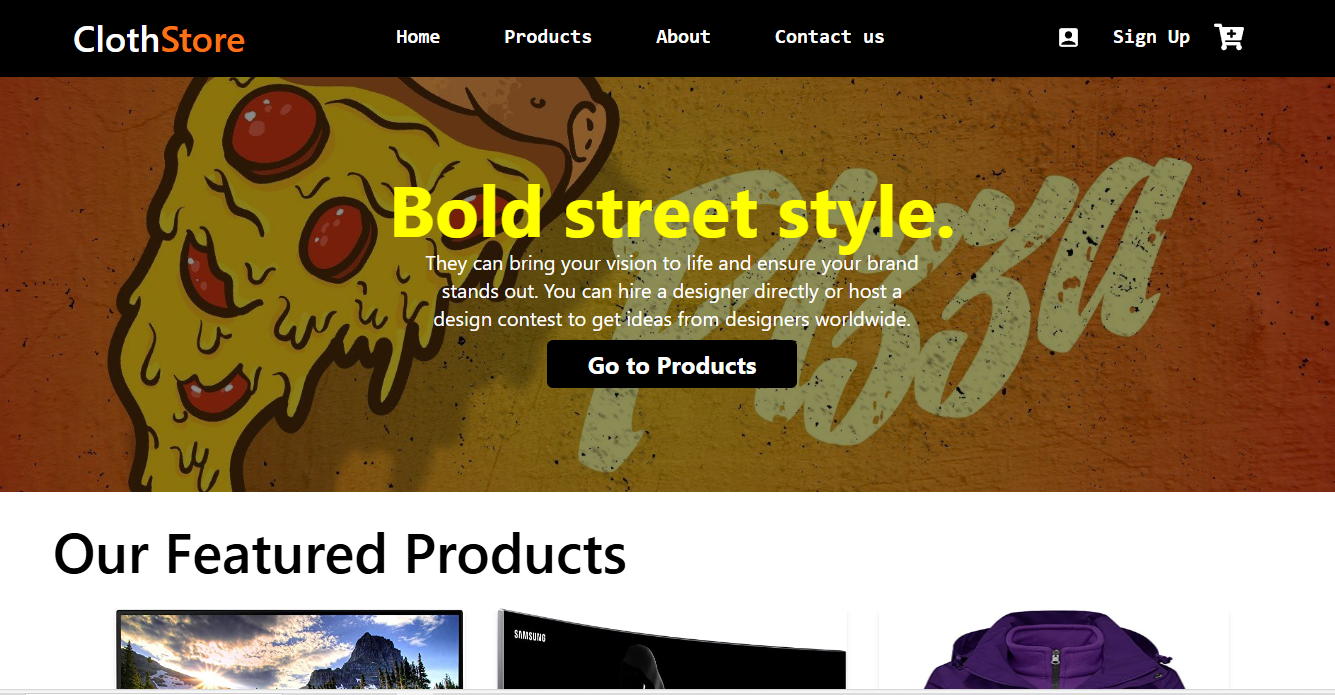 ClothStore
Home Products About Contact us Sign Up
Pizza
Bold street style.
They can bring your vision to life and ensure your brand
stands out. You can hire a designer directly or host a
design contest to get ideas from designers worldwide.
Go to Products
Our Featured Products
SAMSUNG